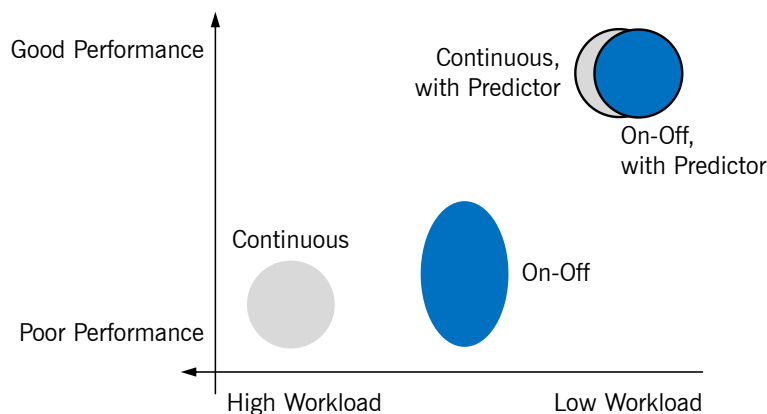 Good Performance
Continuous,
with Predictor
On-Off,
with Predictor
Continuous
On-Off
Poor Performance
High Workload
Low Workload